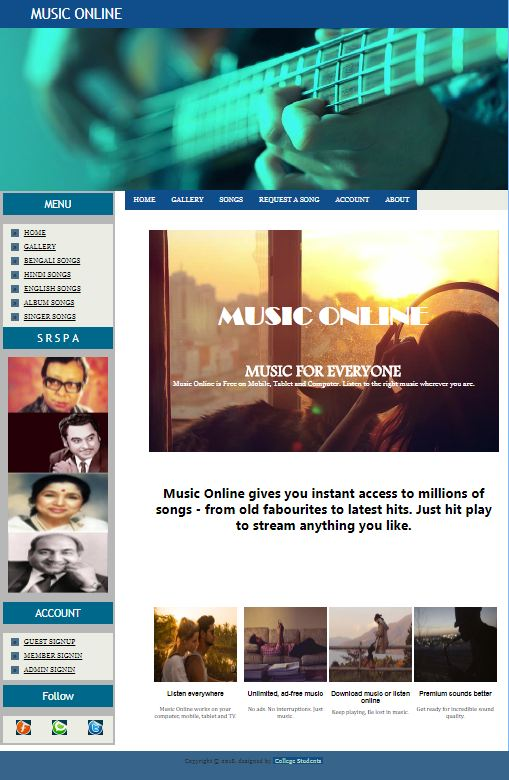 MUSIC ONLINE
HOME GALLERY SONGS REQUEST A SONG ACCOUNT ABOUT
MENU
HOME
GALLERY
BENGALI SONGS
HINDI SONGS
ENGLISH SONGS
ALBUM SONGS
SINGER SONGS
S R S P A
ACCOUNT
GUEST SIGNUP
MEMBER SIGNIN
ADMIN SIGNIN
Follow
MUSIC ONLINE
MUSIC FOR EVERYONE
Music Online is Free on Mobile, Tablet and Computer. Listen to the right music wherever you are.
Music Online gives you instant access to millions of
songs - from old fabourites to latest hits. Just hit play
to stream anything you like.
Listen everywhere
Music Online works on your
computer, mobile, tablet and TV.
Unlimited, ad-free music
No ads. No interruptions. Just
music.
Download music or listen
online
Keep playing, Be lost in music.
Premium sounds better
Get ready for incredible sound
quality.
Copyright © 2018. designed by College Students